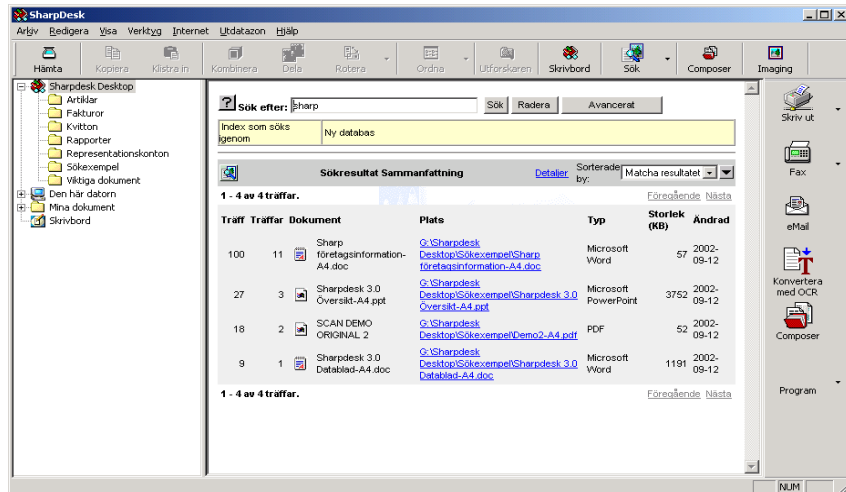 SharpDesk
Arkiv Redigera Visa Verktyg Internet Utdatazon Hjälp
Hämta Kopiera Klistra in Kombinera Dela Rotera Ordna Utforskaren Skrivbord Sök Composer Imaging
Sharpdesk Desktop
Artiklar
Fakturor
Kvitton
Rapporter
Representationskonton
Sökexempel
Viktiga dokument
Den här datorn
Mina dokument
Skrivbord
? Sök efter: sharp Sök Radera Avancerat
Index som söks igenom Ny databas
Sökresultat Sammanfattning Detaljer Sorterade by: Matcha resultatet
1 - 4 av 4 träffar. Föregående Nästa
Träff Träffar Dokument Plats Typ Storlek (KB) Ändrad
100 11 Sharp företagsinformation-A4.doc G:\Sharpdesk Desktop\Sökexempel\Sharp företagsinformation-A4.doc Microsoft Word 57 2002-09-12
27 3 Sharpdesk 3.0 Översikt-A4.ppt G:\Sharpdesk Desktop\Sökexempel\Sharpdesk 3.0 Översikt-A4.ppt Microsoft PowerPoint 3752 2002-09-12
18 2 SCAN DEMO ORIGINAL 2 G:\Sharpdesk Desktop\Sökexempel\Demo2-A4.pdf PDF 52 2002-09-12
9 1 Sharpdesk 3.0 Datablad-A4.doc G:\Sharpdesk Desktop\Sökexempel\Sharpdesk 3.0 Datablad-A4.doc Microsoft Word 1191 2002-09-12
1 - 4 av 4 träffar. Föregående Nästa
Skriv ut
Fax
eMail
Konvertera med OCR
Composer
Program
NUM